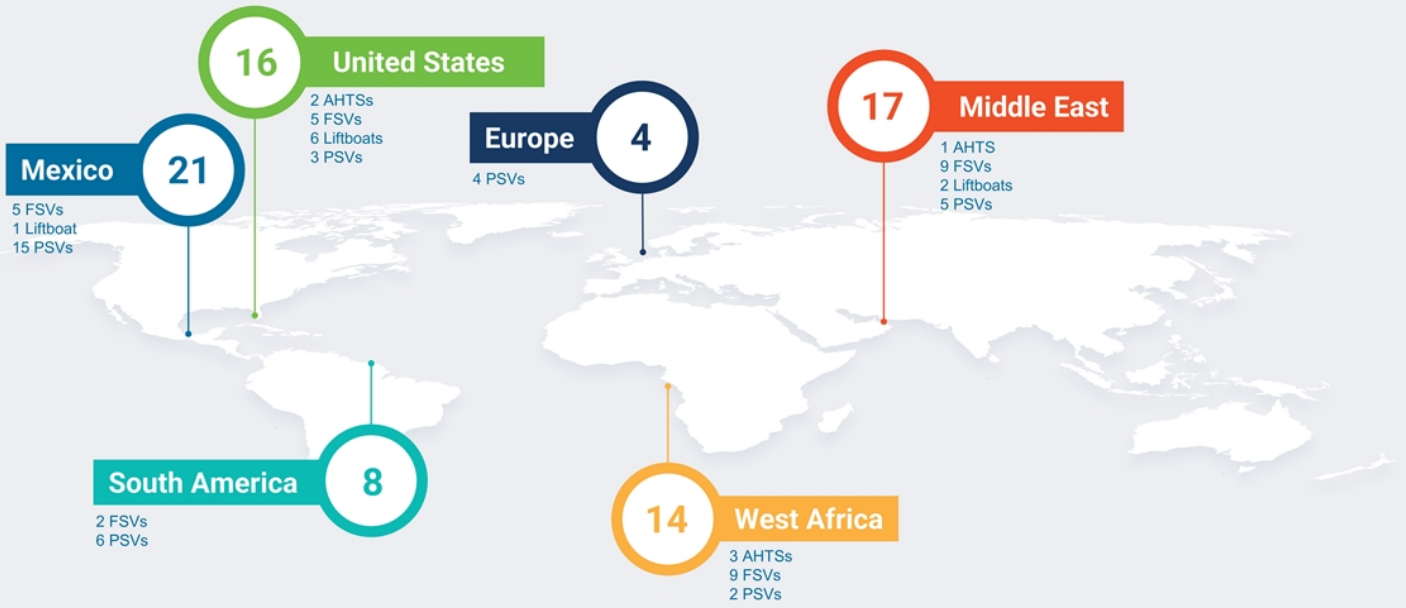 16
United States
2 AHTSs
5 FSVs
6 Liftboats
3 PSVs
Mexico
21
5 FSVs
1 Liftboat
15 PSVs
Europe
4
4 PSVs
17
Middle East
1 AHTS
9 FSVs
2 Liftboats
5 PSVs
South America
8
2 FSVs
6 PSVs
14
West Africa
3 AHTSs
9 FSVs
2 PSVs